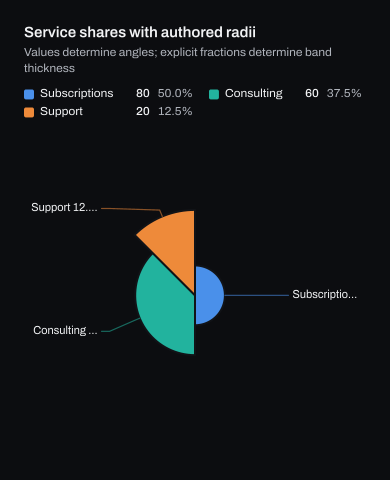 Service shares with authored radii
Values determine angles; explicit fractions determine band
thickness
Subscriptions 80 50.0% Consulting 60 37.5%
Support 20 12.5%
Support 12....
Subscriptio...
Consulting ...